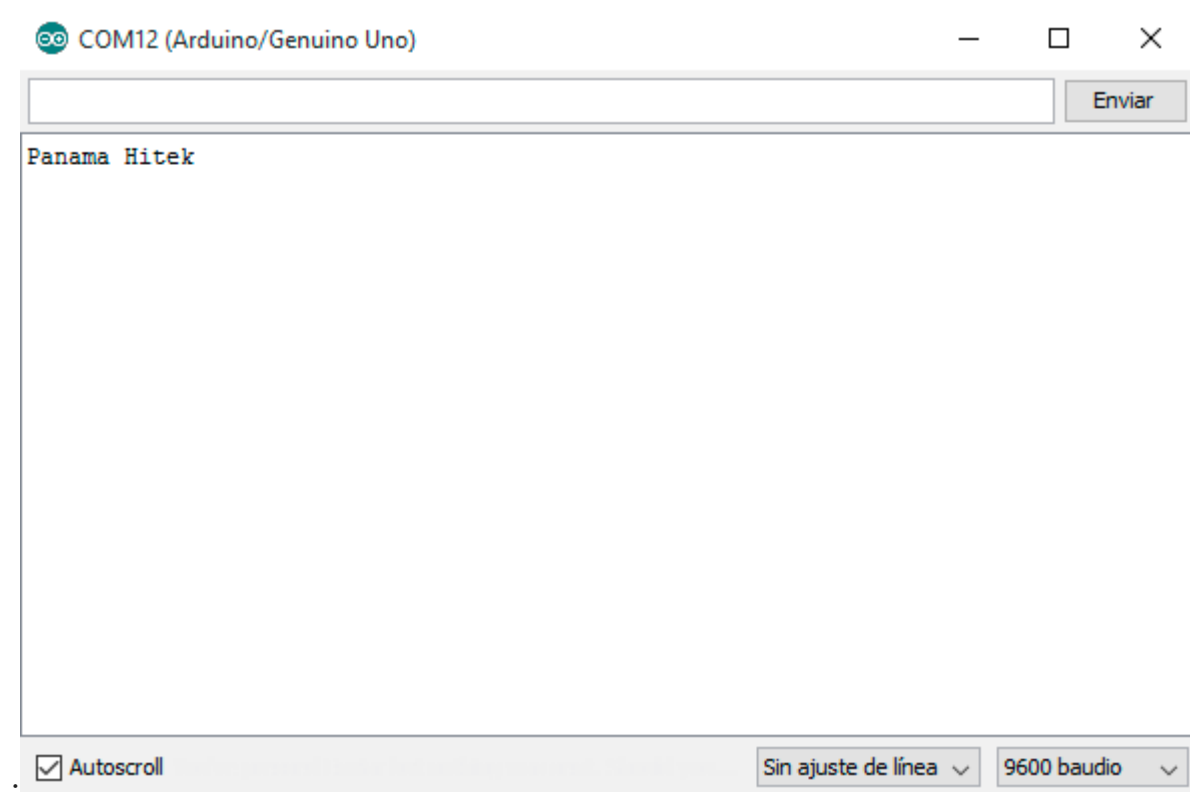 COM12 (Arduino/Genuino Uno)
Enviar
Panama Hitek
Autoscroll
Sin ajuste de línea
9600 baudio
.